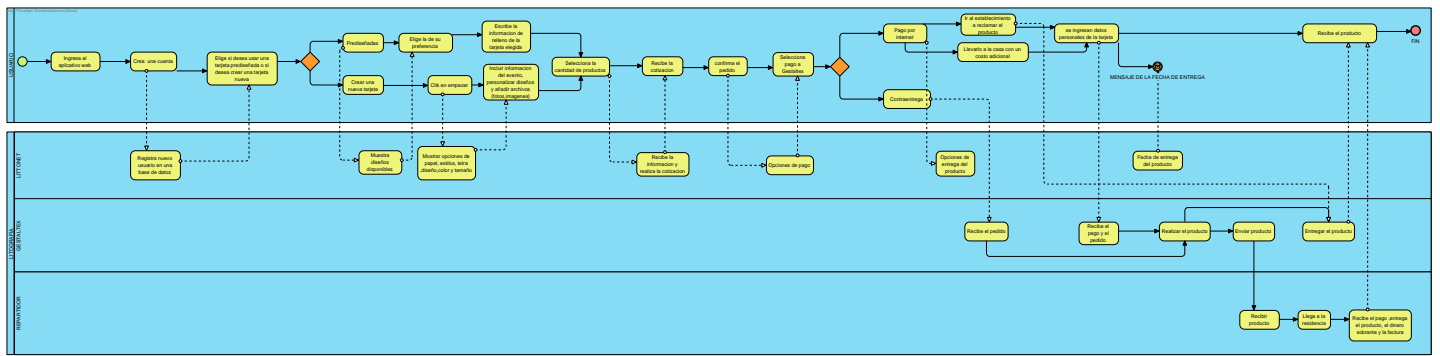 USUARIO
Ingresa al
aplicativo web
Crea una cuenta
Elige si desea usar una
tarjeta prediseñada o si
desea crear una tarjeta
nueva
Prediseñadas
Elige la de su
preferencia
Escribe la
informacion de
relleno de la
tarjeta elegida
Crear una
nueva tarjeta
Clik en empezar
Incluir informacion
del evento,
personalizar diseños
y añadir archivos
(fotos,imagenes)
Selecciona la
cantidad de productos
Recibe la
cotizacion
confirma el
pedido
Selecciona
pago a
Gestaltex
Pago por
internet
Contraentrega
Ir al establecimiento
a reclamar el
producto
Llevarlo a la casa con un
costo adicional
se ingresan datos
personales de la tarjeta
MENSAJE DE LA FECHA DE ENTREGA
Recibe el producto
FIN
LITOGRAFIA
LITTONET
Registra nuevo
usuario en una
base de datos
Muestra
diseños
disponibles
Mostrar opciones de
papel, estilos, letra
,diseño,color y tamaño
Recibe la
informacion y
realiza la cotizacion
Opciones de pago
Opciones de
entrega del
producto
Fecha de entrega
del producto
GESTALTEX
Recibe el pedido
Recibe el
pago y el
pedido
Realizar el producto
Enviar producto
Entregar el producto
REPARTIDOR
Recibir
producto
Llega a la
residencia
Recibe el pago ,entrega
el producto, el dinero
sobrante y la factura